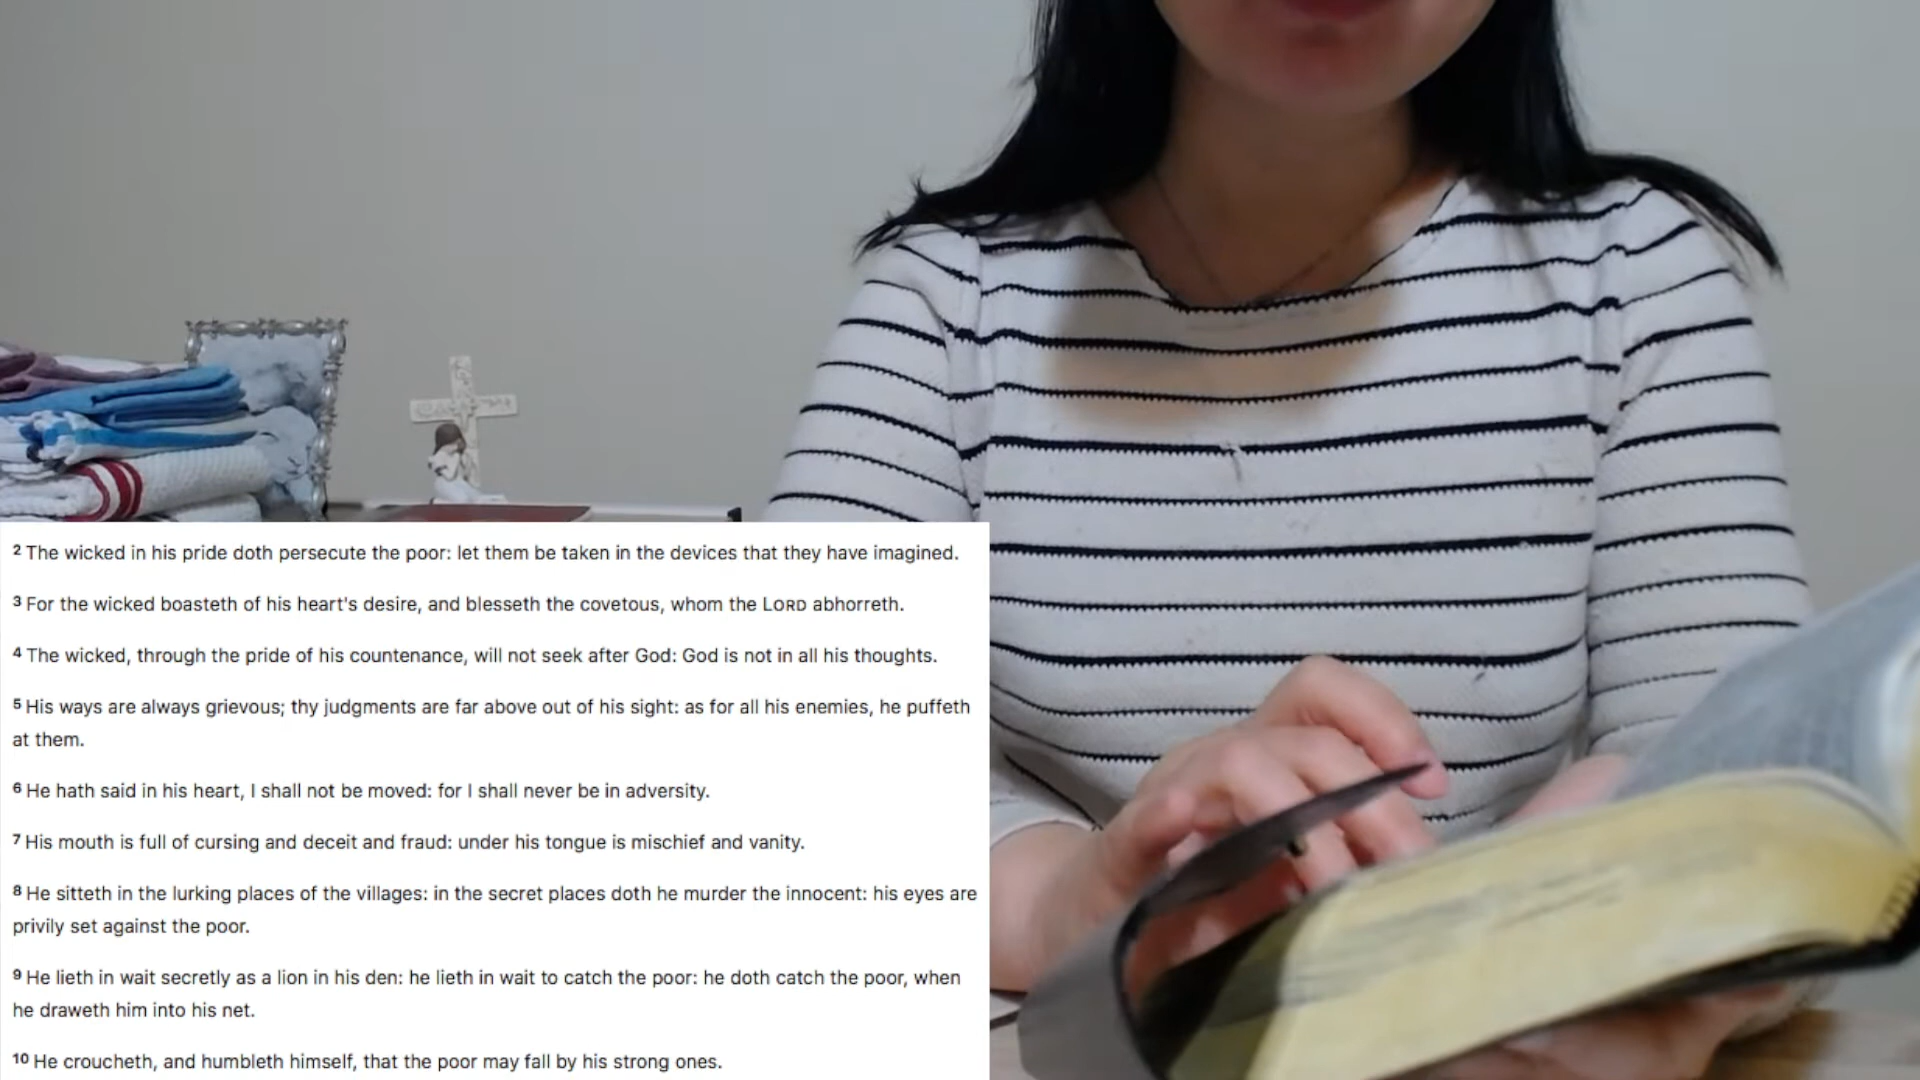 2 The wicked in his pride doth persecute the poor: let them be taken in the devices that they have imagined.
3 For the wicked boasteth of his heart's desire, and blesseth the covetous, whom the LORD abhorreth.
4 The wicked, through the pride of his countenance, will not seek after God: God is not in all his thoughts.
5 His ways are always grievous; thy judgments are far above out of his sight: as for all his enemies, he puffeth
at them.
6 He hath said in his heart, I shall not be moved: for I shall never be in adversity.
7 His mouth is full of cursing and deceit and fraud: under his tongue is mischief and vanity.
8 He sitteth in the lurking places of the villages: in the secret places doth he murder the innocent: his eyes are
privily set against the poor.
9 He lieth in wait secretly as a lion in his den: he lieth in wait to catch the poor: he doth catch the poor, when
he draweth him into his net.
10 He croucheth, and humbleth himself, that the poor may fall by his strong ones.